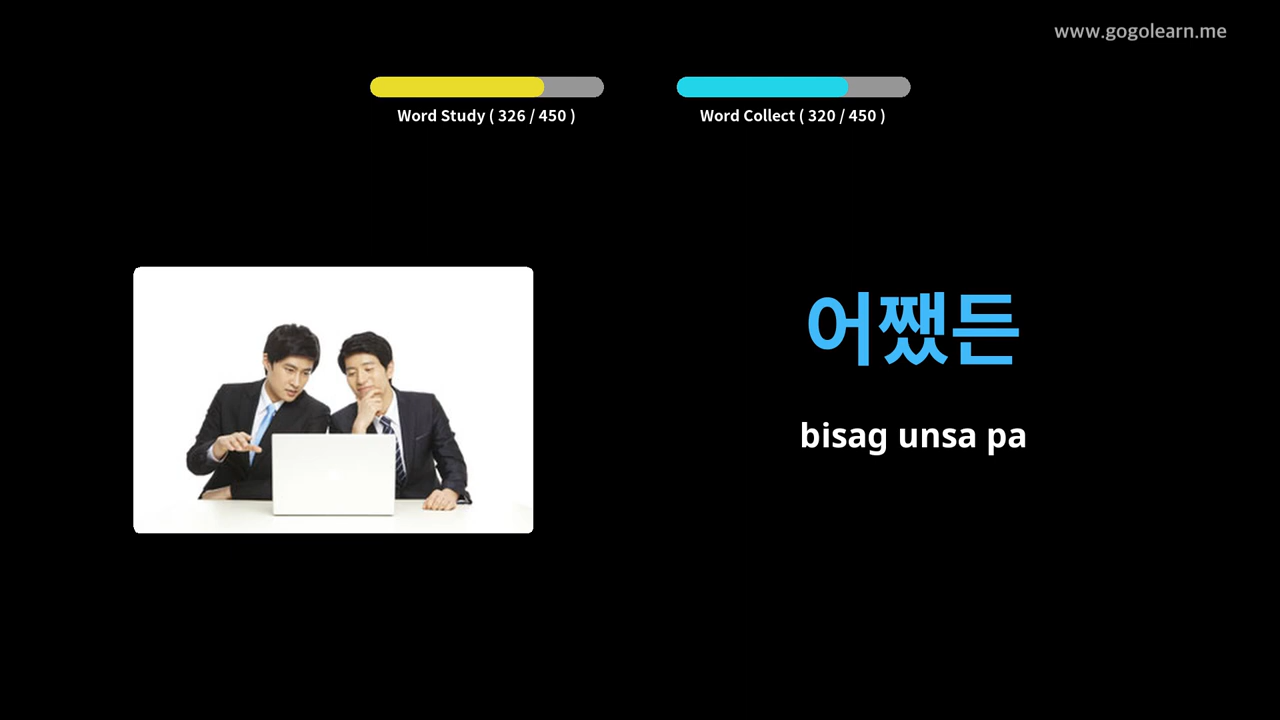 www.gogolearn.me
Word Study ( 326 / 450 )
Word Collect ( 320 / 450 )
어쨌든
bisag unsa pa